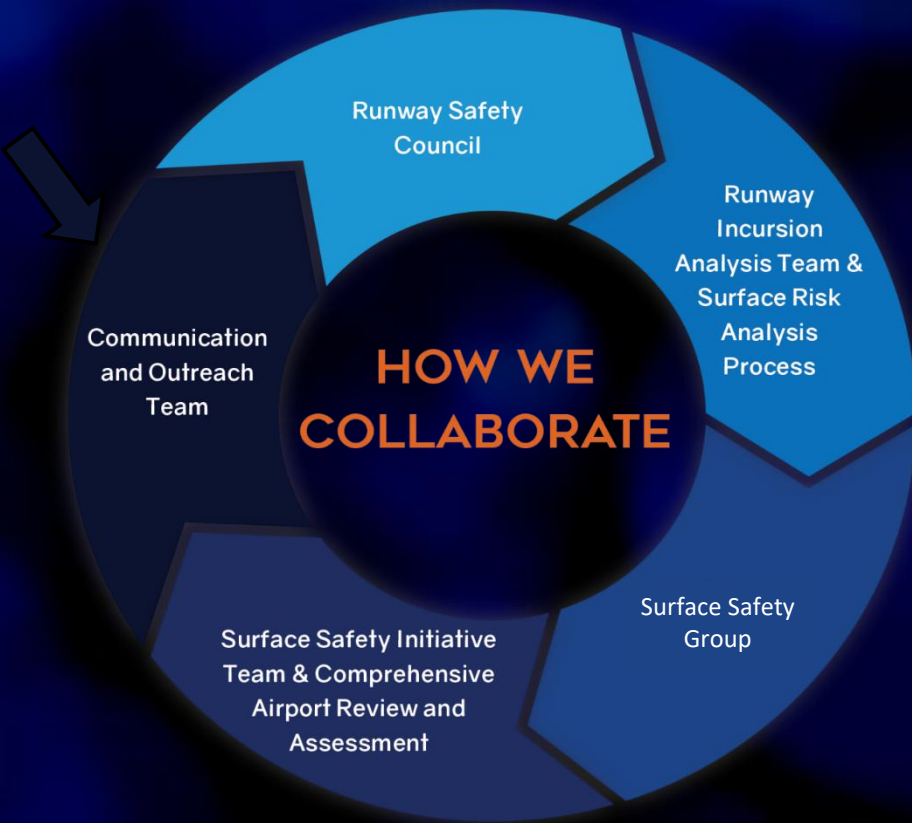 Runway Safety
Council
Runway
Incursion
Analysis Team &
Surface Risk
Analysis
Process
Surface Safety
Group
Surface Safety Initiative
Team & Comprehensive
Airport Review and
Assessment
Communication
and Outreach
Team
HOW WE
COLLABORATE